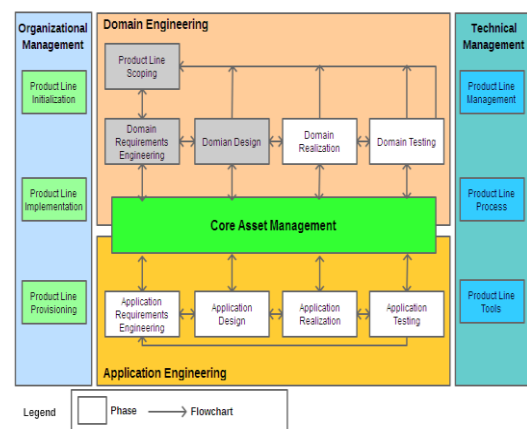 Organizational
Management
Product Line
Initialization
Product Line
Implementation
Product Line
Provisioning
Domain Engineering
Product Line
Scoping
Domain
Requirements
Engineering
Domian Design
Domain
Realization
Domain Testing
Core Asset Management
Application
Requirements
Engineering
Application
Design
Application
Realization
Application
Testing
Application Engineering
Technical
Management
Product Line
Management
Product Line
Process
Product Line
Tools
Legend
Phase
Flowchart